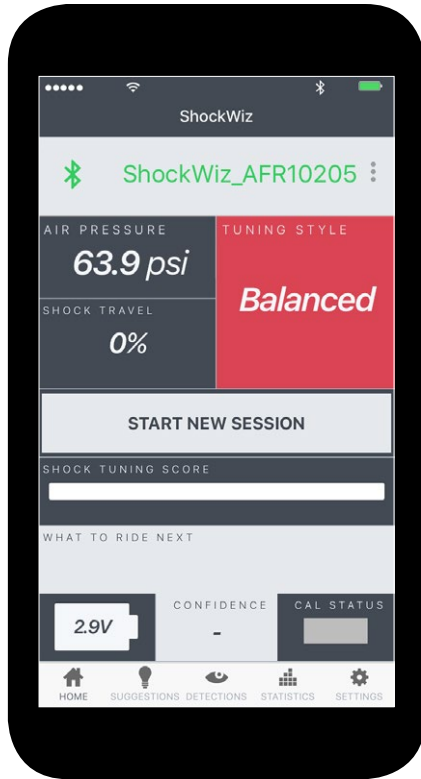 ShockWiz
ShockWiz_AFR10205
AIR PRESSURE
63.9 psi
TUNING STYLE
Balanced
SHOCK TRAVEL
0%
START NEW SESSION
SHOCK TUNING SCORE
WHAT TO RIDE NEXT
2.9V
CONFIDENCE
-
CAL STATUS
HOME
SUGGESTIONS
DETECTIONS
STATISTICS
SETTINGS